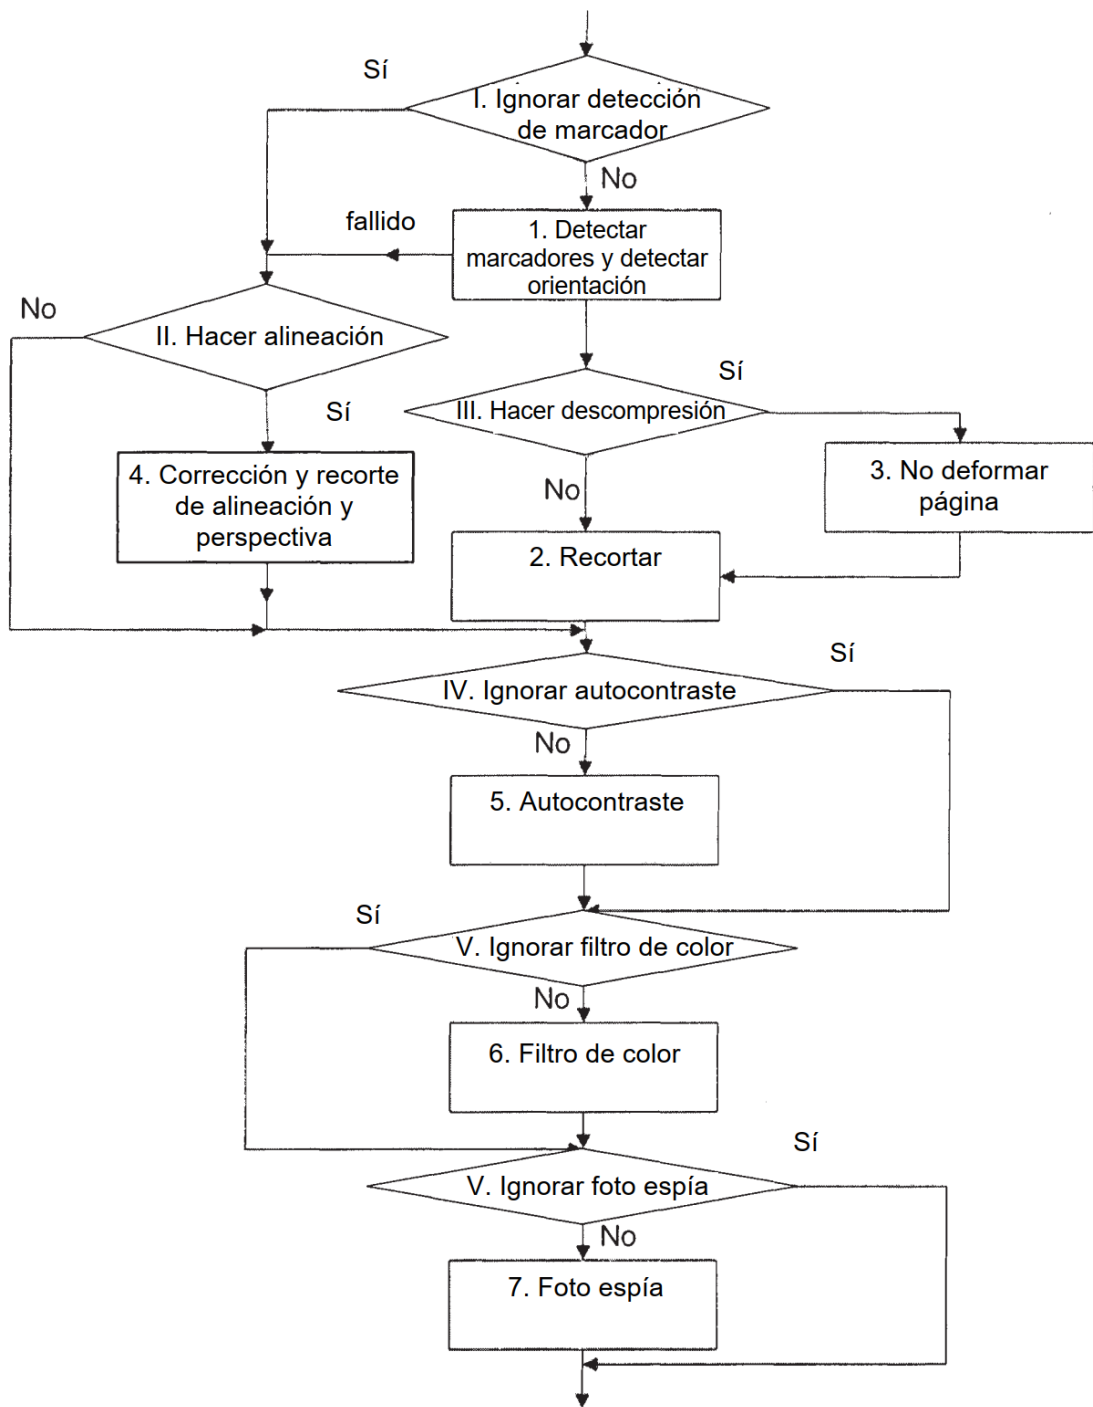 Sí
I. Ignorar detección
de marcador
No
fallido
1. Detectar
marcadores y detectar
orientación
No
II. Hacer alineación
Sí
Sí
III. Hacer descompresión
4. Corrección y recorte
de alineación y
perspectiva
No
3. No deformar
página
2. Recortar
Sí
IV. Ignorar autocontraste
No
5. Autocontraste
Sí
V. Ignorar filtro de color
No
6. Filtro de color
Sí
V. Ignorar foto espía
No
7. Foto espía